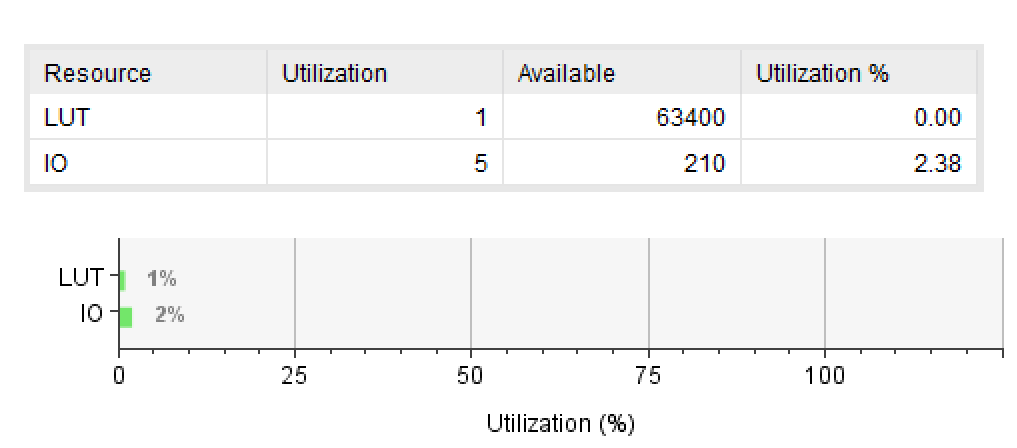 Resource Utilization Available Utilization %
LUT 1 63400 0.00
IO 5 210 2.38
LUT 1%
IO 2%
0 25 50 75 100
Utilization (%)